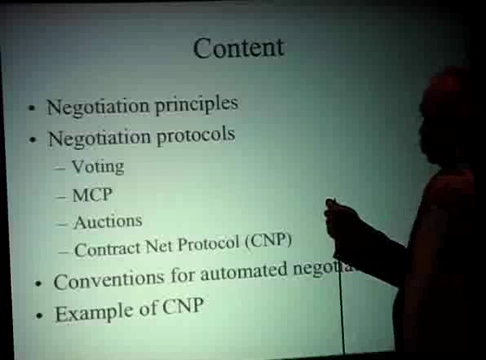 Content
• Negotiation principles
• Negotiation protocols
– Voting
– MCP
– Auctions
– Contract Net Protocol (CNP)
• Conventions for automated
• Example of CNP